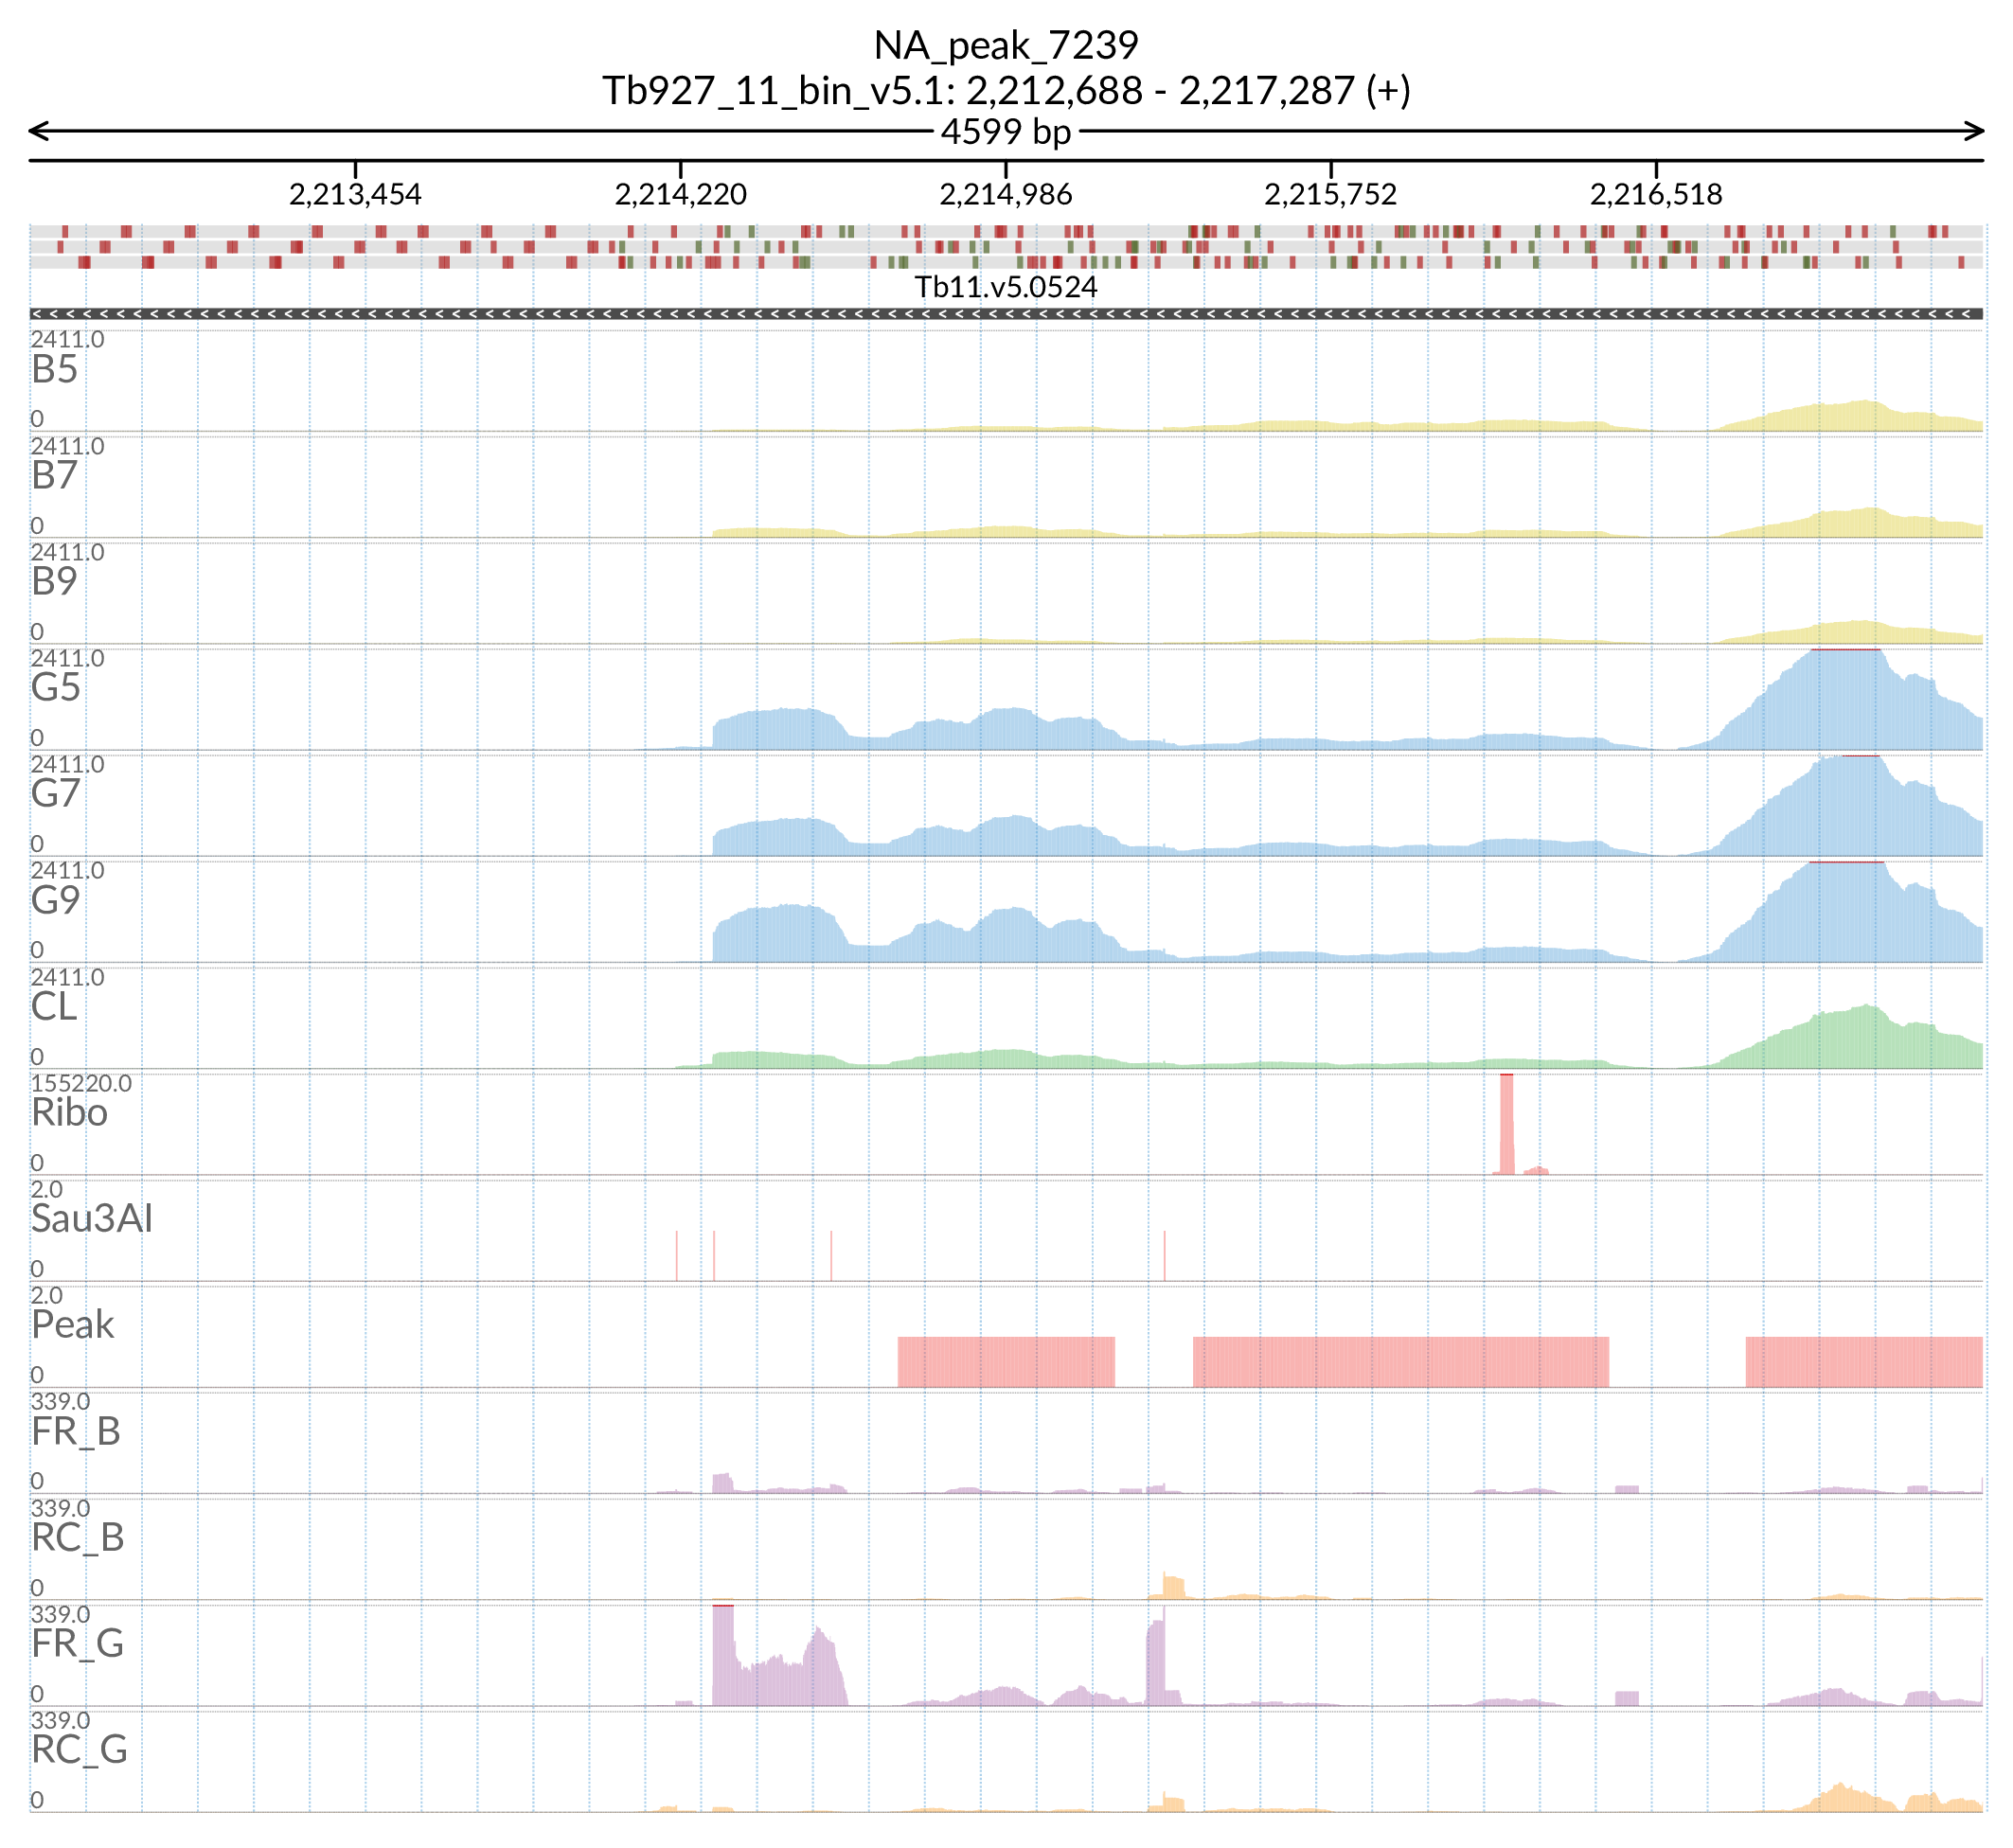 NA_peak_7239
Tb927_11_bin_v5.1: 2,212,688 - 2,217,287 (+)
4599 bp
2,213,454 2,214,220 2,214,986 2,215,752 2,216,518
Tb11.v5.0524
2411.0
B5
0
2411.0
B7
0
2411.0
B9
0
2411.0
G5
0
2411.0
G7
0
2411.0
G9
0
2411.0
CL
0
155220.0
Ribo
0
2.0
Sau3AI
0
2.0
Peak
0
339.0
FR_B
0
339.0
RC_B
0
339.0
FR_G
0
339.0
RC_G
0